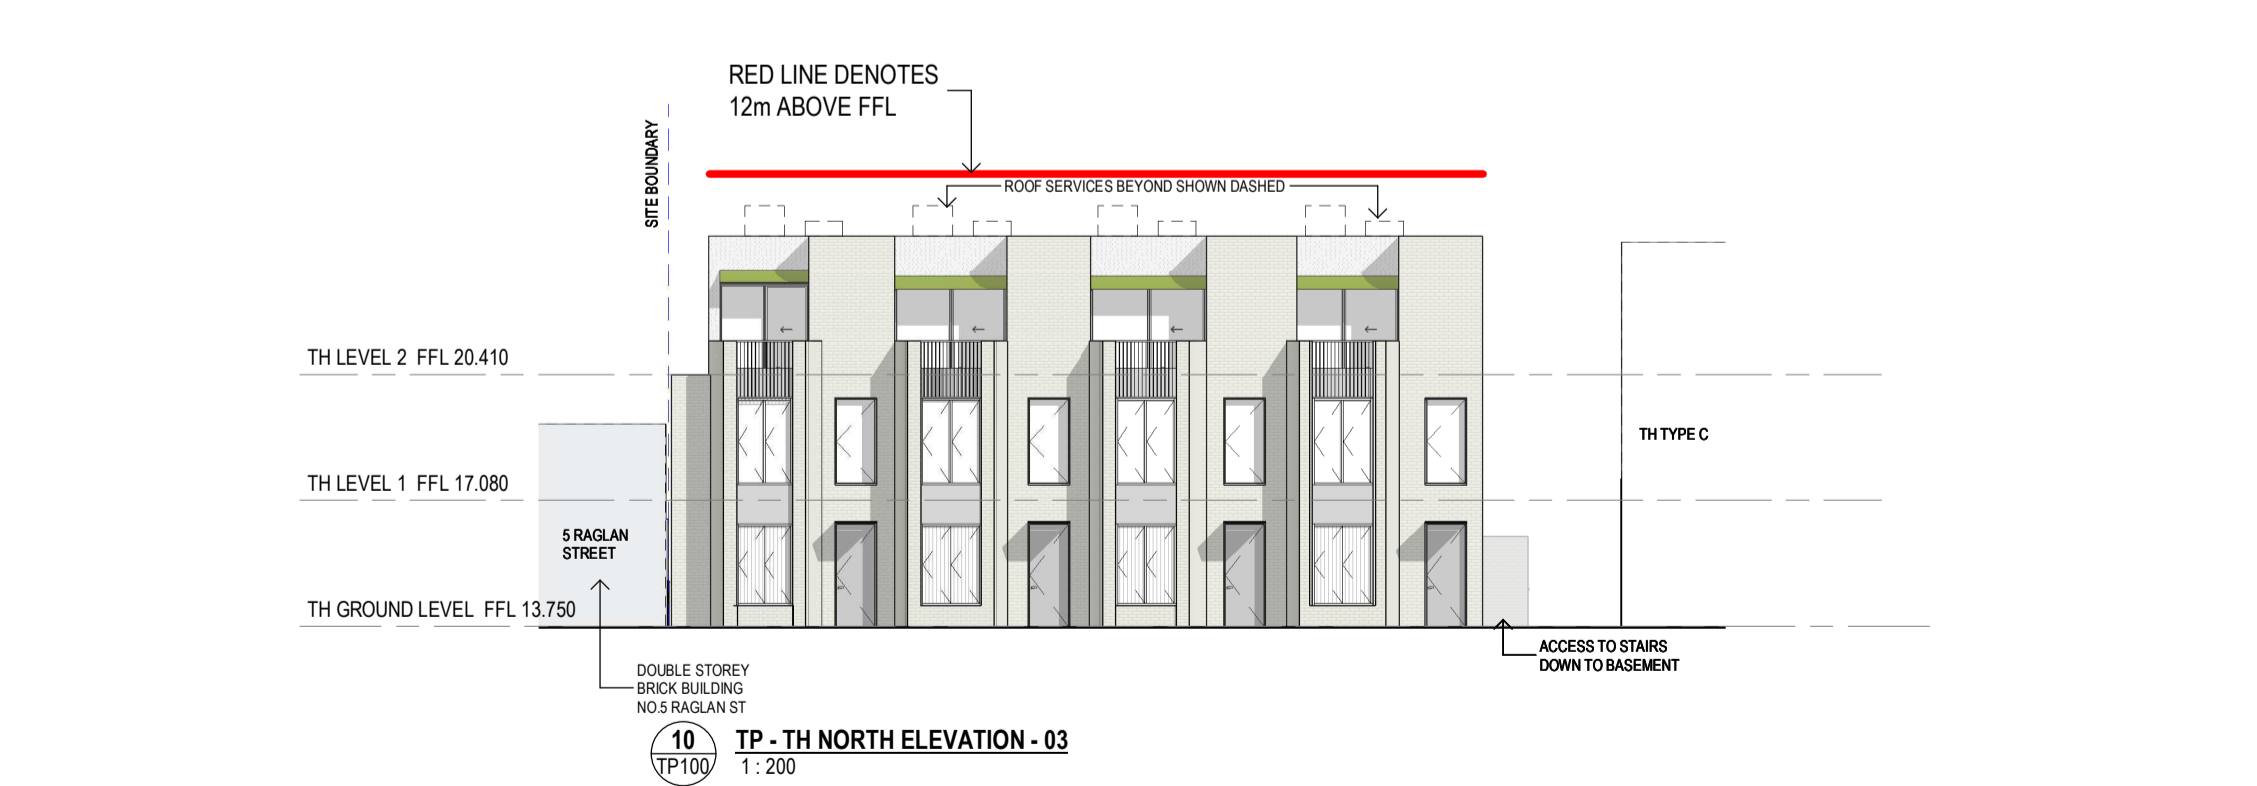 RED LINE DENOTES
12m ABOVE FFL
SITE BOUNDARY
ROOF SERVICES BEYOND SHOWN DASHED
TH LEVEL 2 FFL 20.410
TH TYPE C
TH LEVEL 1 FFL 17.080
5 RAGLAN
STREET
TH GROUND LEVEL FFL 13.750
ACCESS TO STAIRS
DOWN TO BASEMENT
DOUBLE STOREY
BRICK BUILDING
NO.5 RAGLAN ST
10
TP100
TP - TH NORTH ELEVATION - 03
1 : 200